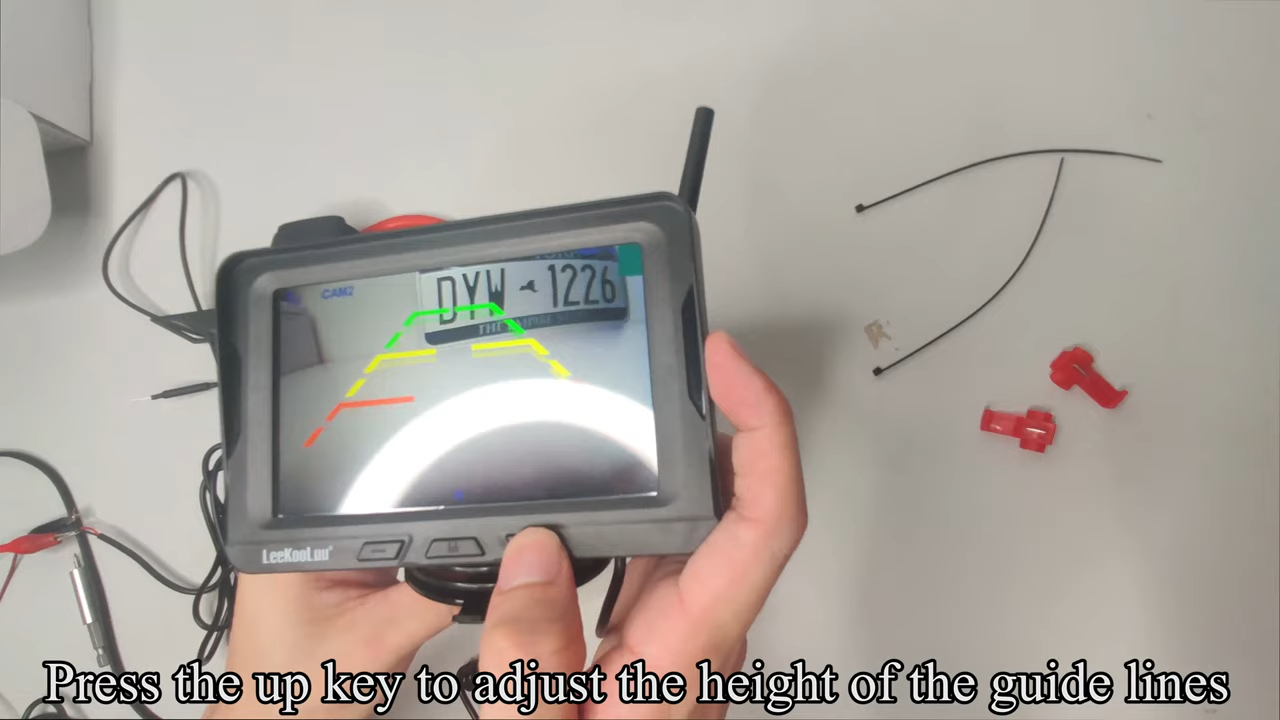 CAM2
DYW 1226
LeeKooLuu
M
Press the up key to adjust the height of the guide lines